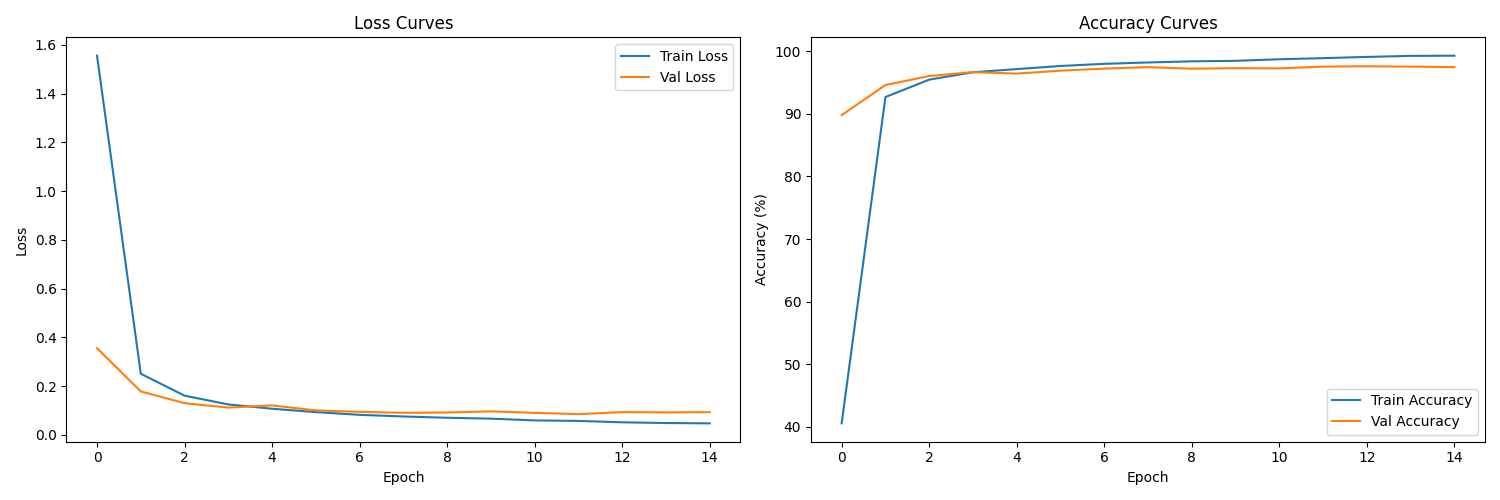 Loss Curves
1.6
1.4
1.2
1.0
0.8
0.6
0.4
0.2
0.0
Loss
Train Loss
Val Loss
0 2 4 6 8 10 12 14
Epoch
Accuracy Curves
100
90
80
70
60
50
40
Accuracy (%)
Train Accuracy
Val Accuracy
0 2 4 6 8 10 12 14
Epoch